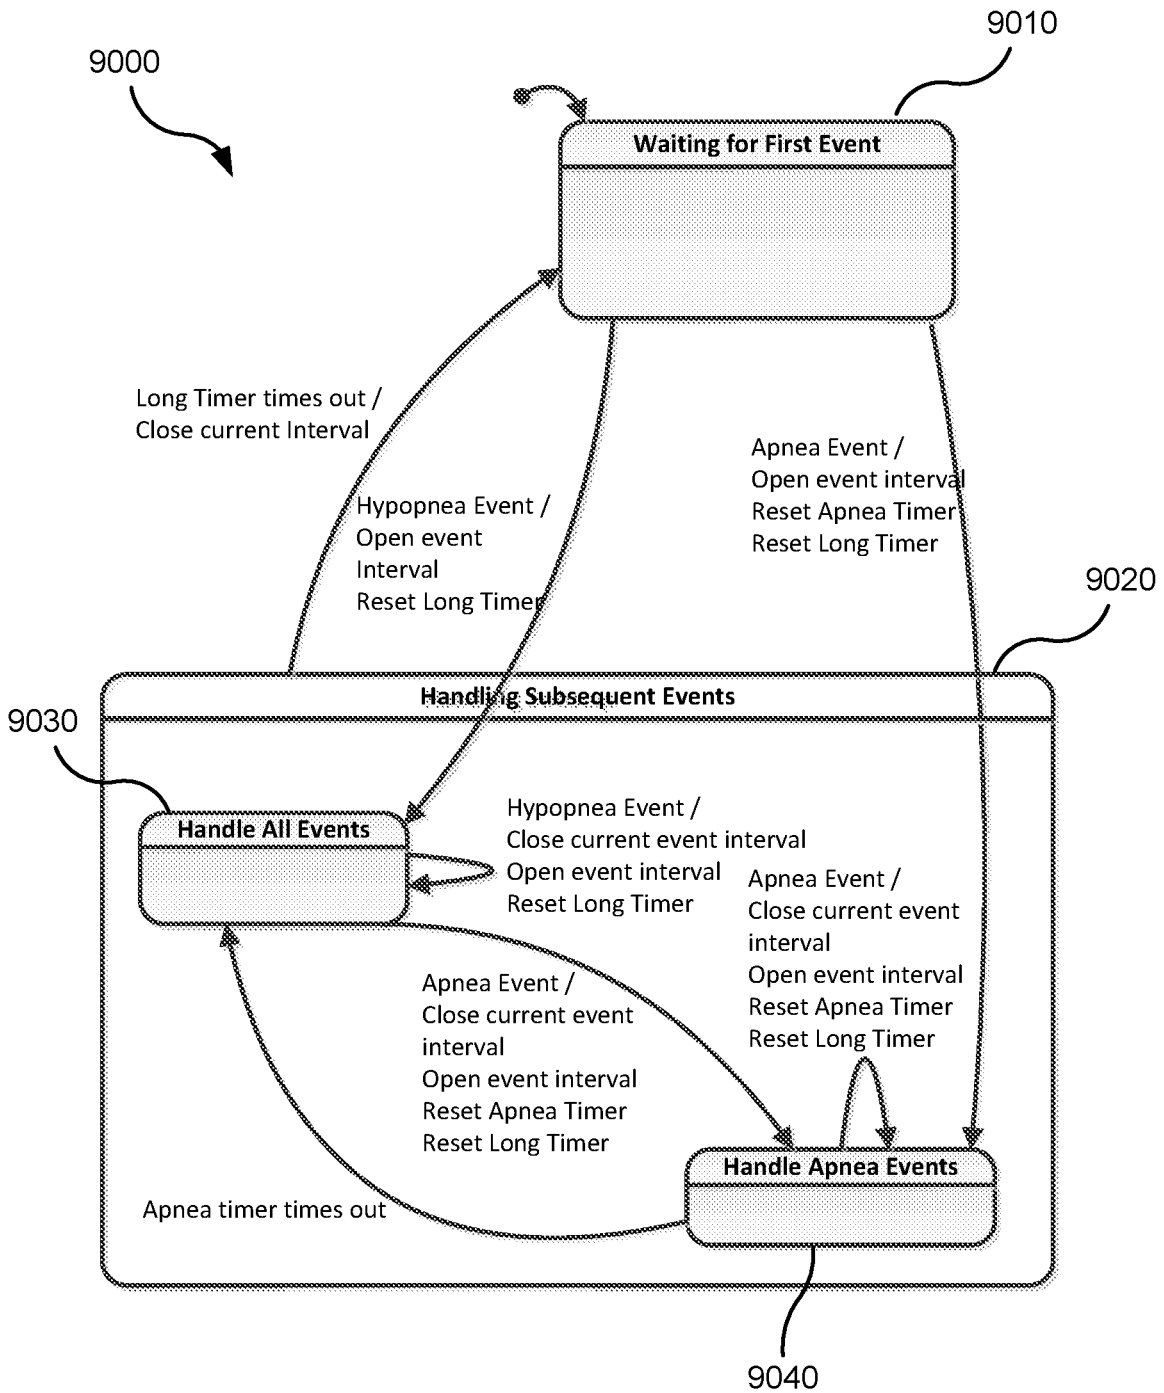 9010
9000
Waiting for First Event
Long Timer times out /
Close current Interval
Apnea Event /
Open event interval
Reset Apnea Timer
Reset Long Timer
Hypopnea Event /
Open event
Interval
Reset Long Timer
9020
Handling Subsequent Events
9030
Handle All Events
Hypopnea Event /
Close current event interval
Open event interval
Reset Long Timer
Apnea Event /
Close current event
interval
Open event interval
Reset Apnea Timer
Reset Long Timer
Apnea Event /
Close current event
interval
Open event interval
Reset Apnea Timer
Reset Long Timer
Handle Apnea Events
Apnea timer times out
9040